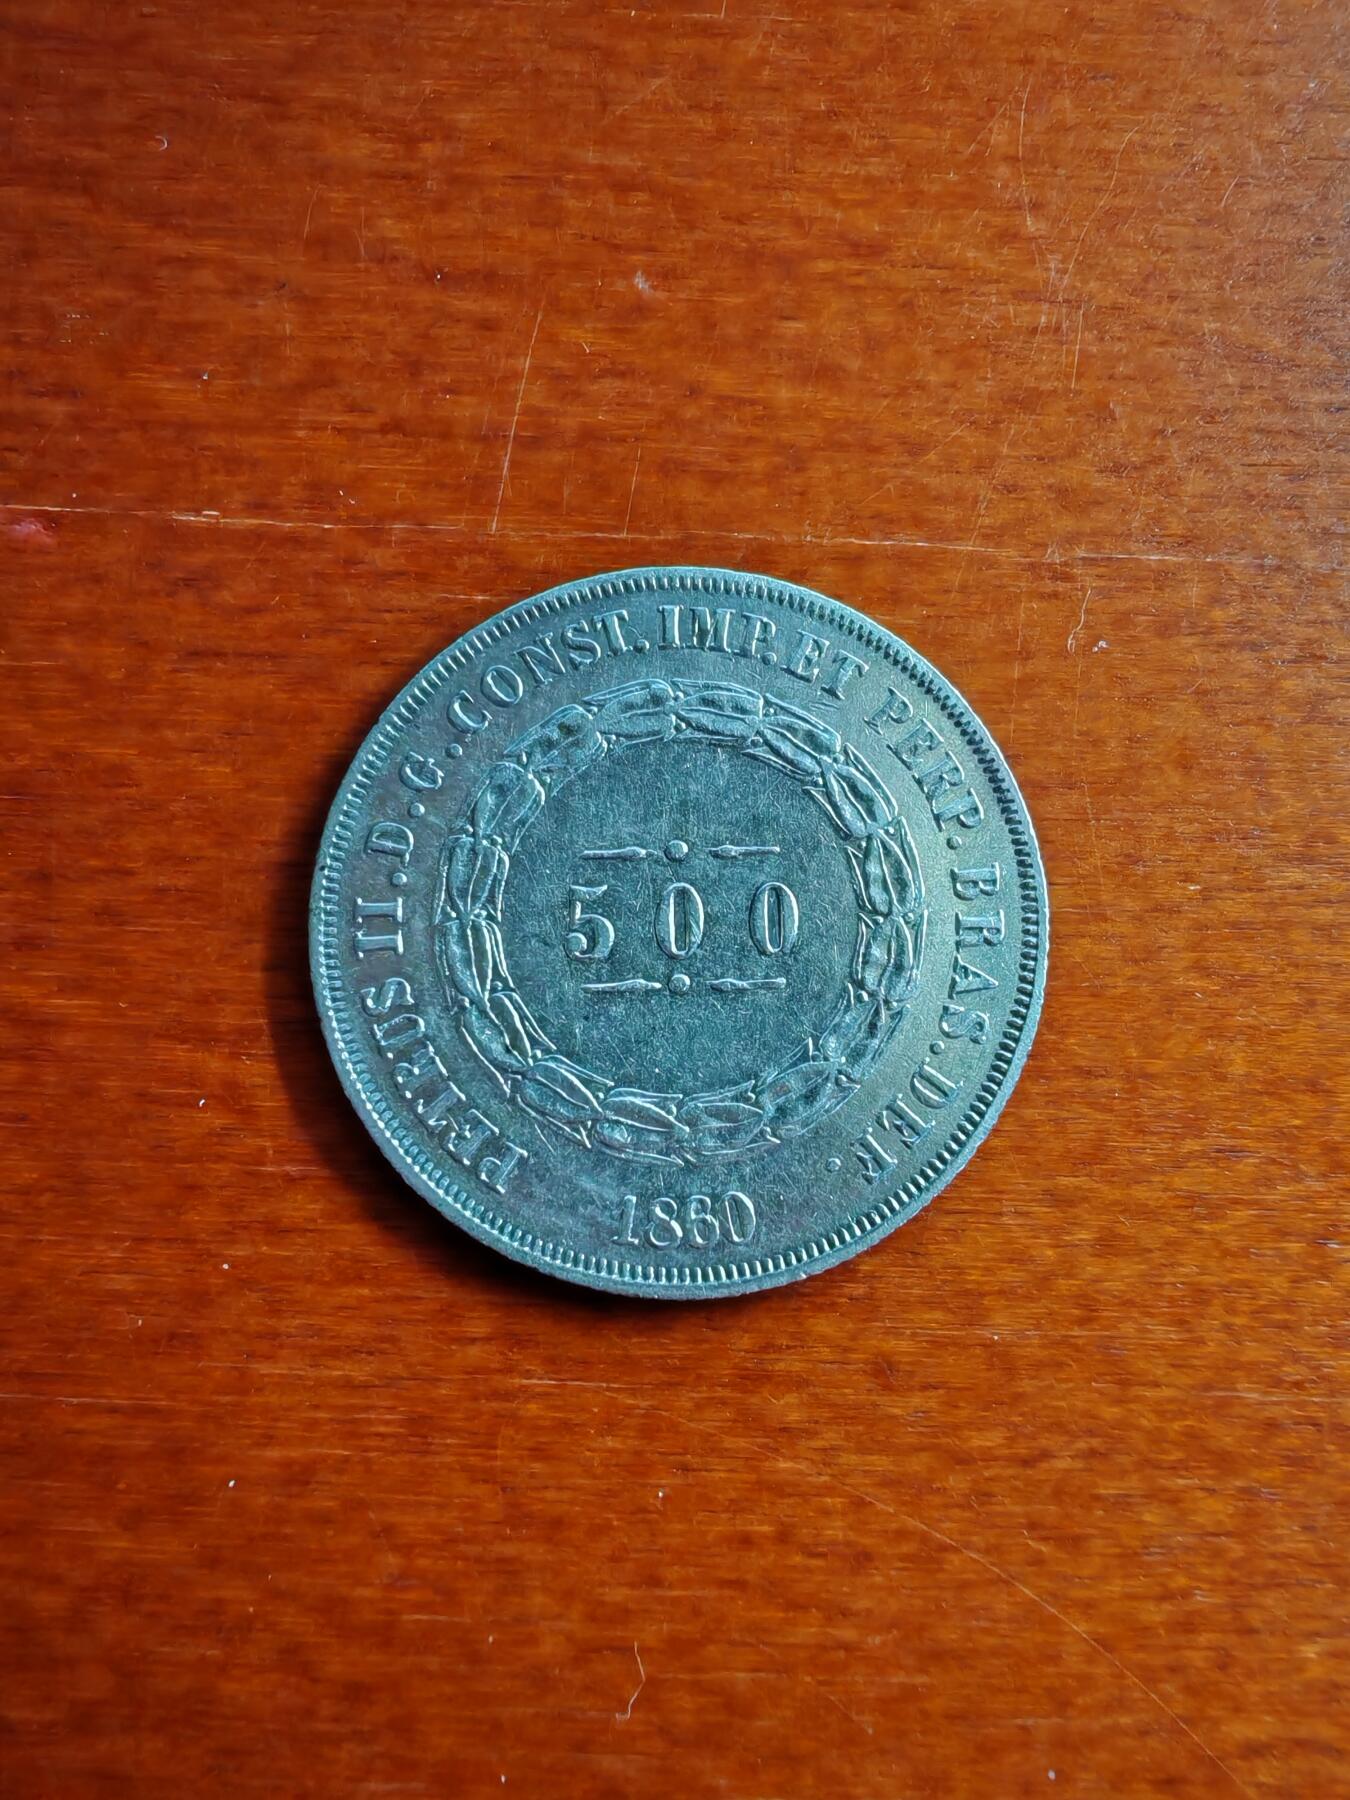 PETRUS II.D.G.CONST.IMP.ET PERP.BRAS.DEF.
500
1860